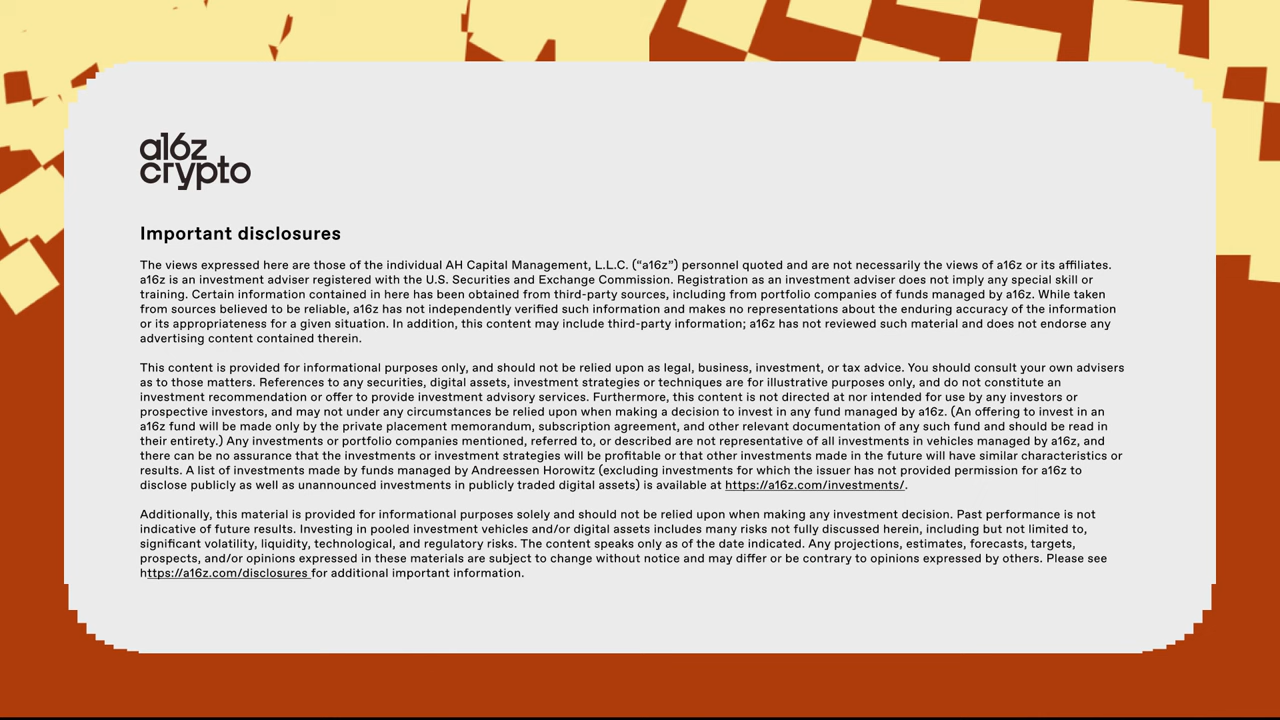 a16z
crypto
Important disclosures
The views expressed here are those of the individual AH Capital Management, L.L.C. (“a16z”) personnel quoted and are not necessarily the views of a16z or its affiliates.
a16z is an investment adviser registered with the U.S. Securities and Exchange Commission. Registration as an investment adviser does not imply any special skill or
training. Certain information contained in here has been obtained from third-party sources, including from portfolio companies of funds managed by a16z. While taken
from sources believed to be reliable, a16z has not independently verified such information and makes no representations about the enduring accuracy of the information
or its appropriateness for a given situation. In addition, this content may include third-party information; a16z has not reviewed such material and does not endorse any
advertising content contained therein.
This content is provided for informational purposes only, and should not be relied upon as legal, business, investment, or tax advice. You should consult your own advisers
as to those matters. References to any securities, digital assets, investment strategies or techniques are for illustrative purposes only, and do not constitute an
investment recommendation or offer to provide investment advisory services. Furthermore, this content is not directed at nor intended for use by any investors or
prospective investors, and may not under any circumstances be relied upon when making a decision to invest in any fund managed by a16z. (An offering to invest in an
a16z fund will be made only by the private placement memorandum, subscription agreement, and other relevant documentation of any such fund and should be read in
their entirety.) Any investments or portfolio companies mentioned, referred to, or described are not representative of all investments in vehicles managed by a16z, and
there can be no assurance that the investments or investment strategies will be profitable or that other investments made in the future will have similar characteristics or
results. A list of investments made by funds managed by Andreessen Horowitz (excluding investments for which the issuer has not provided permission for a16z to
disclose publicly as well as unannounced investments in publicly traded digital assets) is available at https://a16z.com/investments/.
Additionally, this material is provided for informational purposes solely and should not be relied upon when making any investment decision. Past performance is not
indicative of future results. Investing in pooled investment vehicles and/or digital assets includes many risks not fully discussed herein, including but not limited to,
significant volatility, liquidity, technological, and regulatory risks. The content speaks only as of the date indicated. Any projections, estimates, forecasts, targets,
prospects, and/or opinions expressed in these materials are subject to change without notice and may differ or be contrary to opinions expressed by others. Please see
https://a16z.com/disclosures for additional important information.